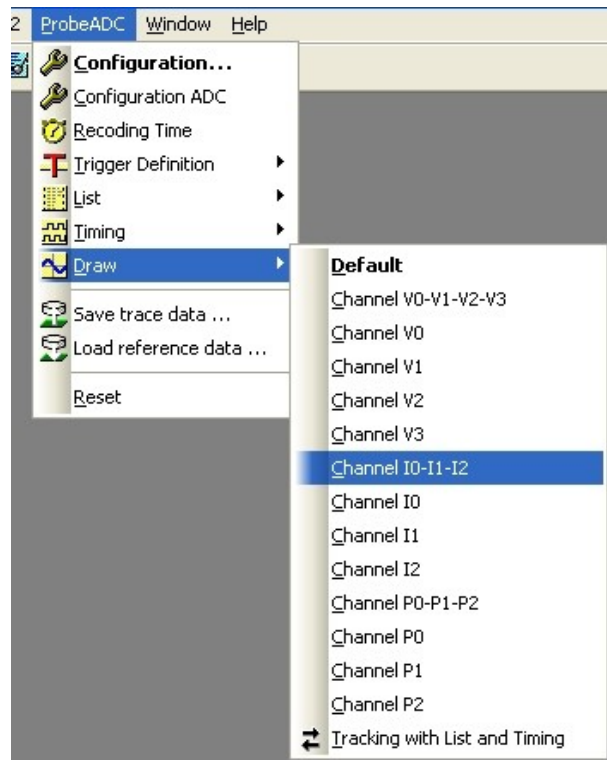 2 ProbeADC Window Help
Configuration...
Configuration ADC
Recoding Time
Trigger Definition
List
Timing
Draw
Save trace data ...
Load reference data ...
Reset
Default
Channel V0-V1-V2-V3
Channel V0
Channel V1
Channel V2
Channel V3
Channel I0-I1-I2
Channel I0
Channel I1
Channel I2
Channel P0-P1-P2
Channel P0
Channel P1
Channel P2
Tracking with List and Timing